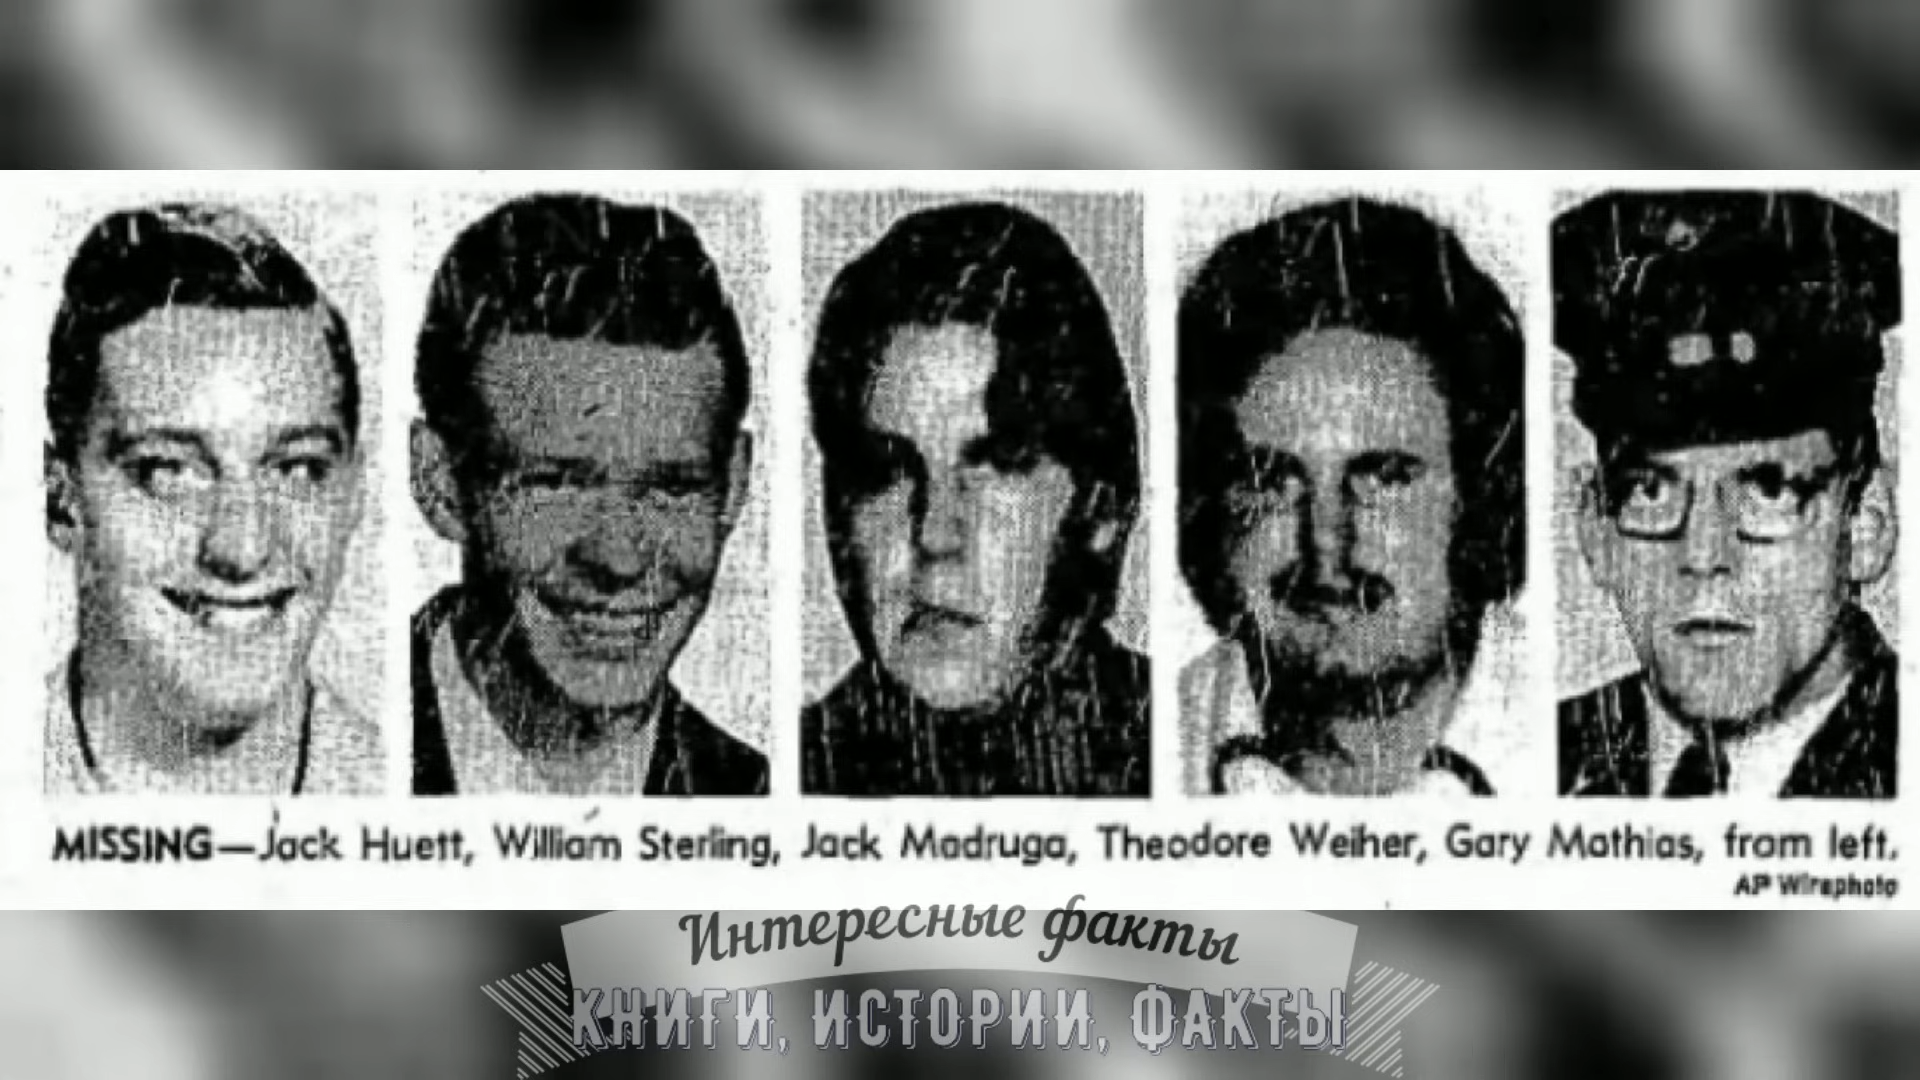 MISSING—Jack Huett, William Sterling, Jack Madruga, Theodore Weiher, Gary Mathias, from left.
AP Wirephoto
Интересные факты
КНИГИ, ИСТОРИИ, ФАКТЫ